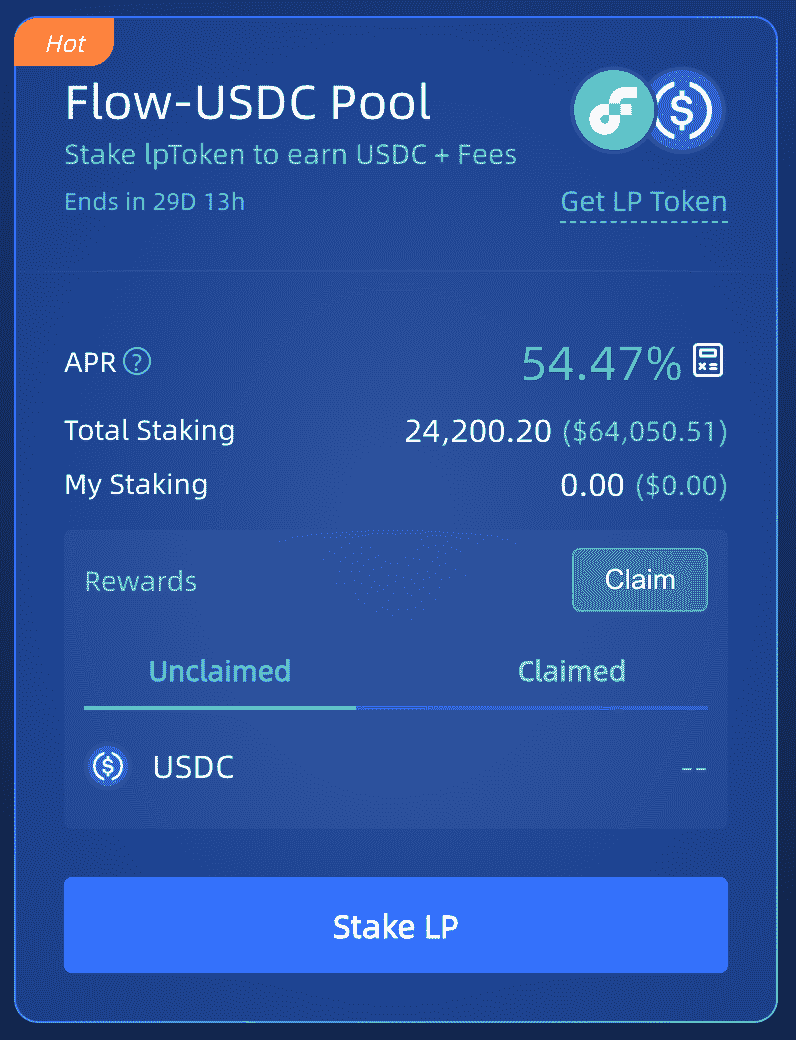 Hot
Flow-USDC Pool
Stake lpToken to earn USDC + Fees
Ends in 29D 13h
Get LP Token
APR ?
54.47%
Total Staking
24,200.20 ($64,050.51)
My Staking
0.00 ($0.00)
Rewards
Claim
Unclaimed
Claimed
USDC
--
Stake LP